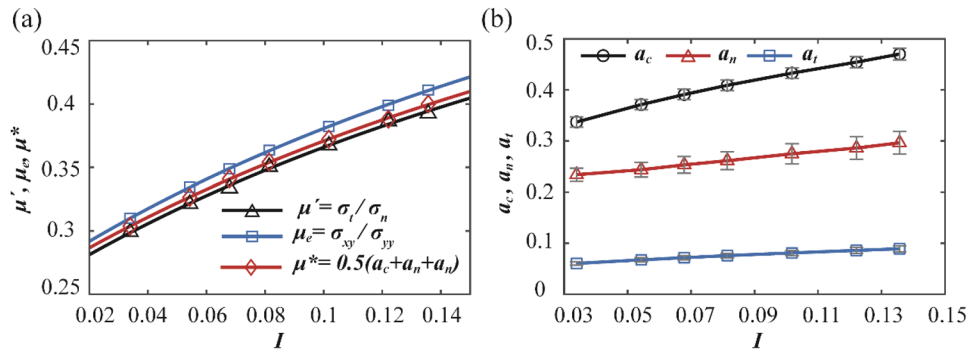 (a)
0.45
0.4
0.35
0.3
0.25
μ′, μe, μ*
μ′= σt / σn
μe= σxy / σyy
μ*= 0.5(ac+an+an)
0.02 0.04 0.06 0.08 0.1 0.12 0.14
I
(b)
0.5
0.4
0.3
0.2
0.1
0
ac, an, at
ac an at
0.03 0.05 0.07 0.09 0.11 0.13 0.15
I